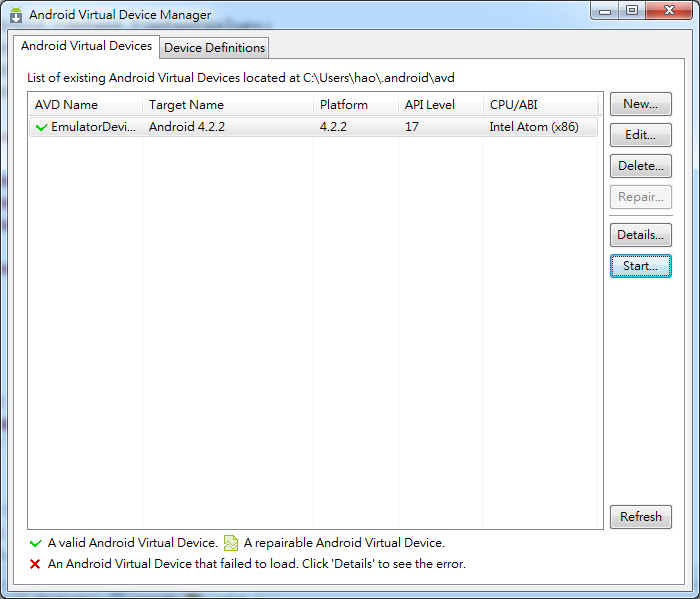 Android Virtual Device Manager
Android Virtual Devices
Device Definitions
List of existing Android Virtual Devices located at C:\Users\hao\.android\avd
AVD Name Target Name Platform API Level CPU/ABI
EmulatorDevi... Android 4.2.2 4.2.2 17 Intel Atom (x86)
New...
Edit...
Delete...
Repair...
Details...
Start...
Refresh
A valid Android Virtual Device. A repairable Android Virtual Device.
An Android Virtual Device that failed to load. Click 'Details' to see the error.